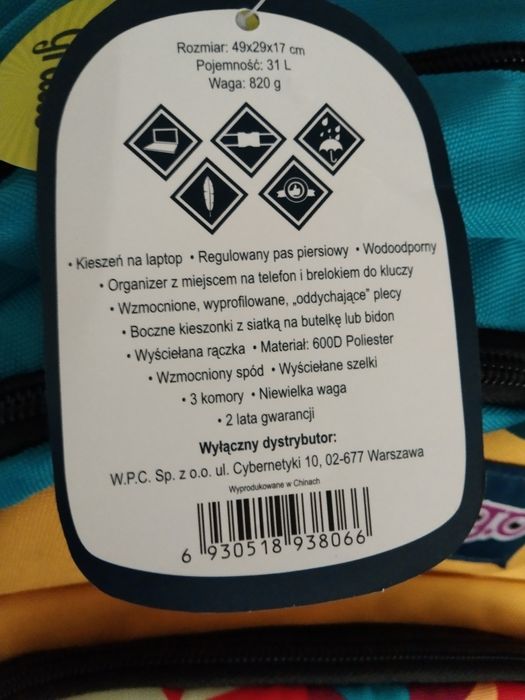 Rozmiar: 49x29x17 cm
Pojemność: 31 L
Waga: 820 g
• Kieszeń na laptop • Regulowany pas piersiowy • Wodoodporny
• Organizer z miejscem na telefon i brelokiem do kluczy
• Wzmocnione, wyprofilowane, „oddychające” plecy
• Boczne kieszonki z siatką na butelkę lub bidon
• Wyściełana rączka • Materiał: 600D Poliester
• Wzmocniony spód • Wyściełane szelki
• 3 komory • Niewielka waga
• 2 lata gwarancji
Wyłączny dystrybutor:
W.P.C. Sp. z o.o. ul. Cybernetyki 10, 02-677 Warszawa
Wyprodukowane w Chinach
6 930518 938066